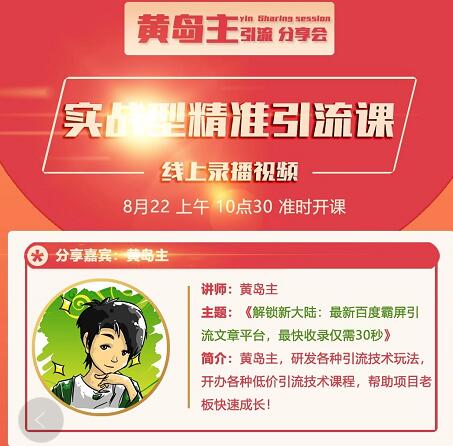 黄岛主
yin Sharing session
引流 分享会
实战型精准引流课
线上录播视频
8月22 上午 10点30 准时开课
分享嘉宾：黄岛主
讲师：黄岛主
主题：《解锁新大陆：最新百度霸屏引
流文章平台，最快收录仅需30秒》
简介：黄岛主，研发各种引流技术玩法，
开办各种低价引流技术课程，帮助项目老
板快速成长！